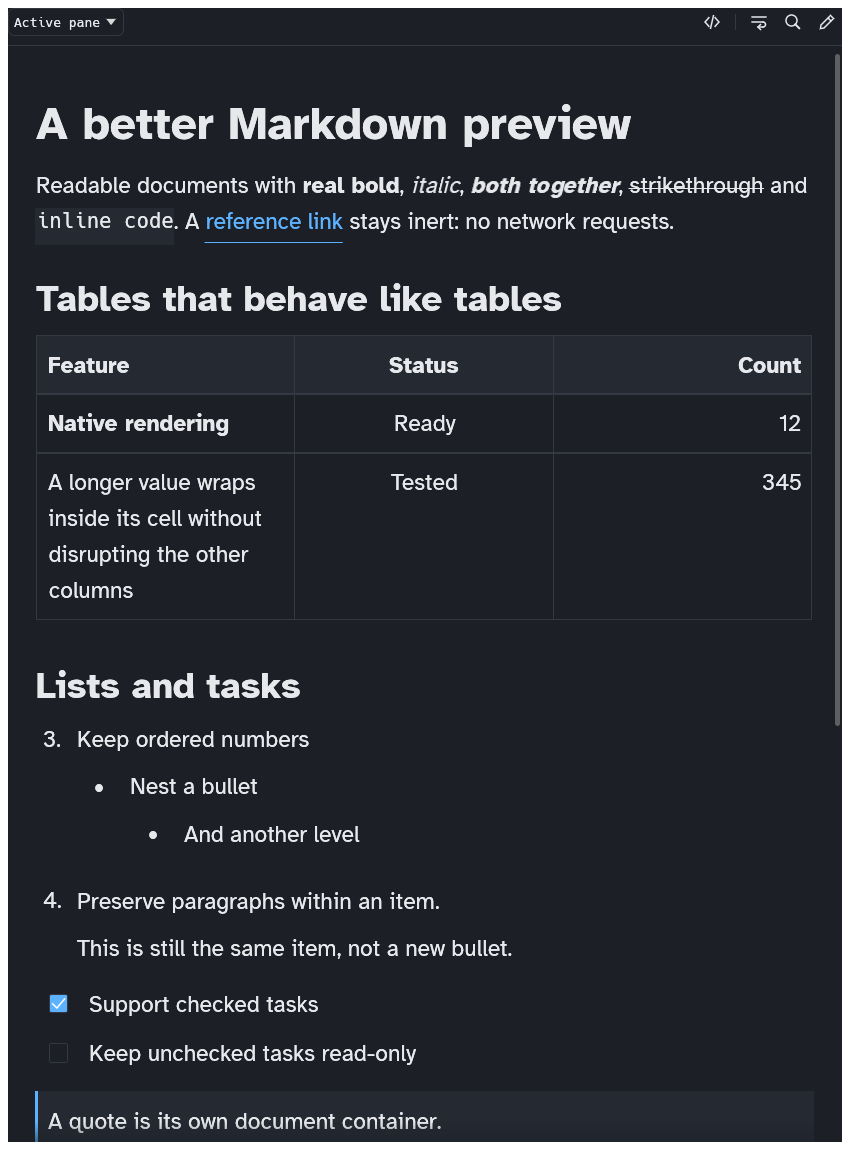 Active pane
A better Markdown preview
Readable documents with real bold, italic, both together, strikethrough and
inline code. A reference link stays inert: no network requests.
Tables that behave like tables
Feature Status Count
Native rendering Ready 12
A longer value wraps Tested 345
inside its cell without
disrupting the other
columns
Lists and tasks
3. Keep ordered numbers
• Nest a bullet
• And another level
4. Preserve paragraphs within an item.
This is still the same item, not a new bullet.
Support checked tasks
Keep unchecked tasks read-only
A quote is its own document container.